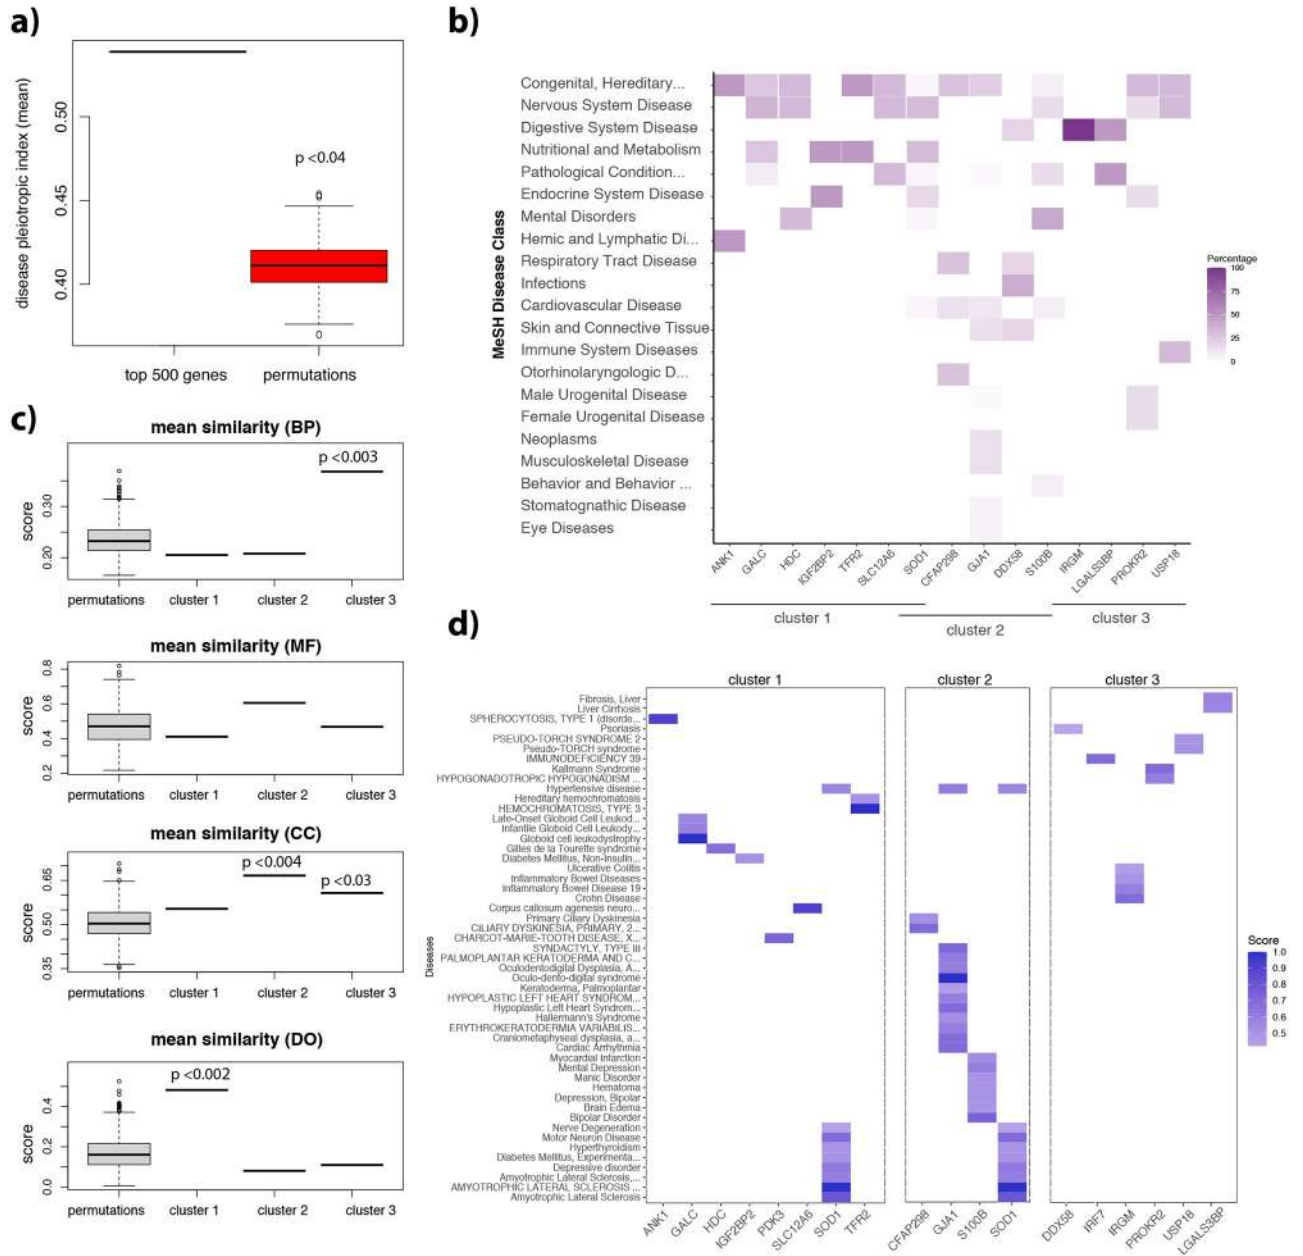 a)
disease pleiotropic index (mean)
0.50
0.45
0.40
p <0.04
top 500 genes
permutations
b)
MeSH Disease Class
Congenital, Hereditary...
Nervous System Disease
Digestive System Disease
Nutritional and Metabolism
Pathological Condition...
Endocrine System Disease
Mental Disorders
Hemic and Lymphatic Di...
Respiratory Tract Disease
Infections
Cardiovascular Disease
Skin and Connective Tissue
Immune System Diseases
Otorhinolaryngologic D...
Male Urogenital Disease
Female Urogenital Disease
Neoplasms
Musculoskeletal Disease
Behavior and Behavior ...
Stomatognathic Disease
Eye Diseases
ANK1
GALC
HDC
IGF2BP2
TFR2
SLC12A6
SOD1
CFAP298
GJA1
DDX58
S100B
IRGM
LGALS3BP
PROKR2
USP18
cluster 1
cluster 2
cluster 3
Percentage
100
75
50
25
0
c)
mean similarity (BP)
score
0.30
0.20
p <0.003
permutations
cluster 1
cluster 2
cluster 3
mean similarity (MF)
score
0.8
0.6
0.4
0.2
permutations
cluster 1
cluster 2
cluster 3
mean similarity (CC)
score
0.65
0.50
0.35
p <0.004
p <0.03
permutations
cluster 1
cluster 2
cluster 3
mean similarity (DO)
score
0.4
0.2
0.0
p <0.002
permutations
cluster 1
cluster 2
cluster 3
d)
cluster 1
cluster 2
cluster 3
Diseases
Fibrosis, Liver
Liver Cirrhosis
SPHEROCYTOSIS, TYPE 1 (disorde...
Psoriasis
PSEUDO-TORCH SYNDROME 2
Pseudo-TORCH syndrome
IMMUNODEFICIENCY 39
Kallmann Syndrome
HYPOGONADOTROPIC HYPOGONADISM ...
Hypertensive disease
Hereditary hemochromatosis
HEMOCHROMATOSIS, TYPE 3
Late-Onset Globoid Cell Leukod...
Infantile Globoid Cell Leukody...
Globoid cell leukodystrophy
Gilles de la Tourette syndrome
Diabetes Mellitus, Non-Insulin...
Ulcerative Colitis
Inflammatory Bowel Diseases
Inflammatory Bowel Disease 19
Crohn Disease
Corpus callosum agenesis neuro...
Primary Ciliary Dyskinesia
CILIARY DYSKINESIA, PRIMARY, 2...
CHARCOT-MARIE-TOOTH DISEASE, X...
SYNDACTYLY, TYPE III
PALMOPLANTAR KERATODERMA AND C...
Oculodentodigital Dysplasia, A...
Oculo-dento-digital syndrome
Keratoderma, Palmoplantar
HYPOPLASTIC LEFT HEART SYNDROM...
Hypoplastic Left Heart Syndrom...
Hallermann's Syndrome
ERYTHROKERATODERMIA VARIABILIS...
Craniometaphyseal dysplasia, a...
Cardiac Arrhythmia
Myocardial Infarction
Mental Depression
Manic Disorder
Hematoma
Depression, Bipolar
Brain Edema
Bipolar Disorder
Nerve Degeneration
Motor Neuron Disease
Hyperthyroidism
Diabetes Mellitus, Experimenta...
Depressive disorder
Amyotrophic Lateral Sclerosis,...
AMYOTROPHIC LATERAL SCLEROSIS ...
Amyotrophic Lateral Sclerosis
ANK1
GALC
HDC
IGF2BP2
PDK3
SLC12A6
SOD1
TFR2
CFAP298
GJA1
S100B
SOD1
DDX58
IRF7
IRGM
PROKR2
USP18
LGALS3BP
Score
1.0
0.9
0.8
0.7
0.6
0.5